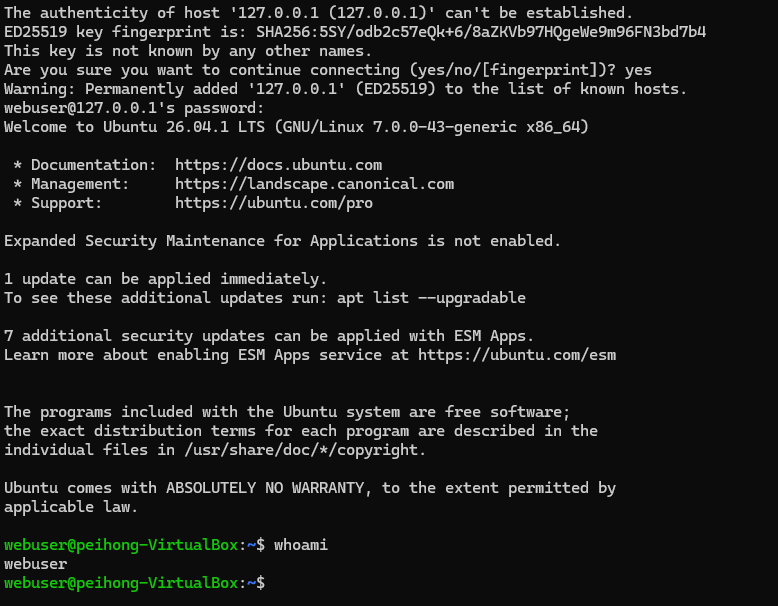 The authenticity of host '127.0.0.1 (127.0.0.1)' can't be established.
ED25519 key fingerprint is: SHA256:5SY/odb2c57eQk+6/8aZKVb97HQgeWe9m96FN3bd7b4
This key is not known by any other names.
Are you sure you want to continue connecting (yes/no/[fingerprint])? yes
Warning: Permanently added '127.0.0.1' (ED25519) to the list of known hosts.
webuser@127.0.0.1's password:
Welcome to Ubuntu 26.04.1 LTS (GNU/Linux 7.0.0-43-generic x86_64)
* Documentation:  https://docs.ubuntu.com
* Management:     https://landscape.canonical.com
* Support:        https://ubuntu.com/pro
Expanded Security Maintenance for Applications is not enabled.
1 update can be applied immediately.
To see these additional updates run: apt list --upgradable
7 additional security updates can be applied with ESM Apps.
Learn more about enabling ESM Apps service at https://ubuntu.com/esm
The programs included with the Ubuntu system are free software;
the exact distribution terms for each program are described in the
individual files in /usr/share/doc/*/copyright.
Ubuntu comes with ABSOLUTELY NO WARRANTY, to the extent permitted by
applicable law.
webuser@peihong-VirtualBox:~$ whoami
webuser
webuser@peihong-VirtualBox:~$